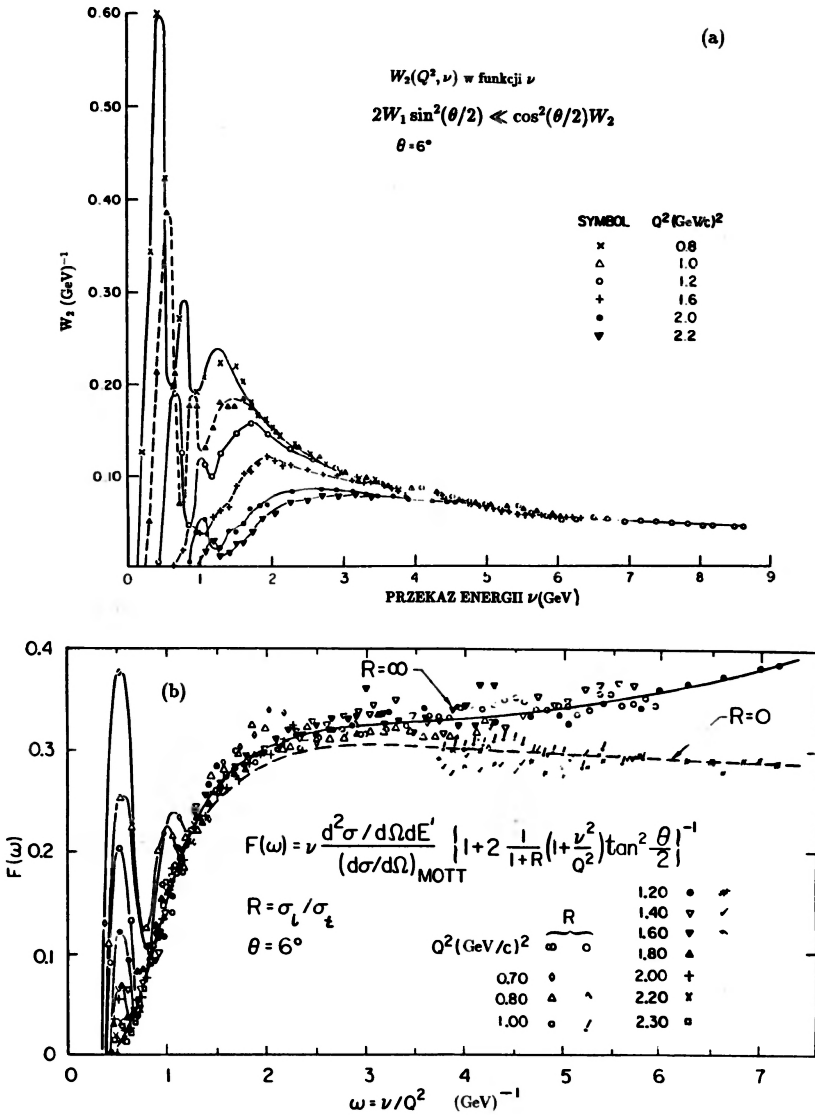 (a)
0.60
0.50
0.40
0.30
0.20
0.10
W₂ (GeV)⁻¹
W₂(Q², ν) w funkcji ν
2W₁ sin²(θ/2) ≪ cos²(θ/2)W₂
θ = 6°
SYMBOL Q²(GeV/c)²
× 0.8
△ 1.0
○ 1.2
+ 1.6
● 2.0
▼ 2.2
0 1 2 3 4 5 6 7 8 9
PRZEKAZ ENERGII ν(GeV)
(b)
0.4
0.3
0.2
0.1
0
F(ω)
R=∞
R=0
F(ω) = ν d²σ/dΩdE' / (dσ/dΩ)MOTT {1+2 1/(1+R) (1+ν²/Q²) tan² θ/2}⁻¹
R = σₗ/σₜ
θ = 6°
R
Q²(GeV/c)² ∞ 0
0.70
0.80
1.00
1.20
1.40
1.60
1.80
2.00
2.20
2.30
0 1 2 3 4 5 6 7
ω = ν/Q² (GeV)⁻¹